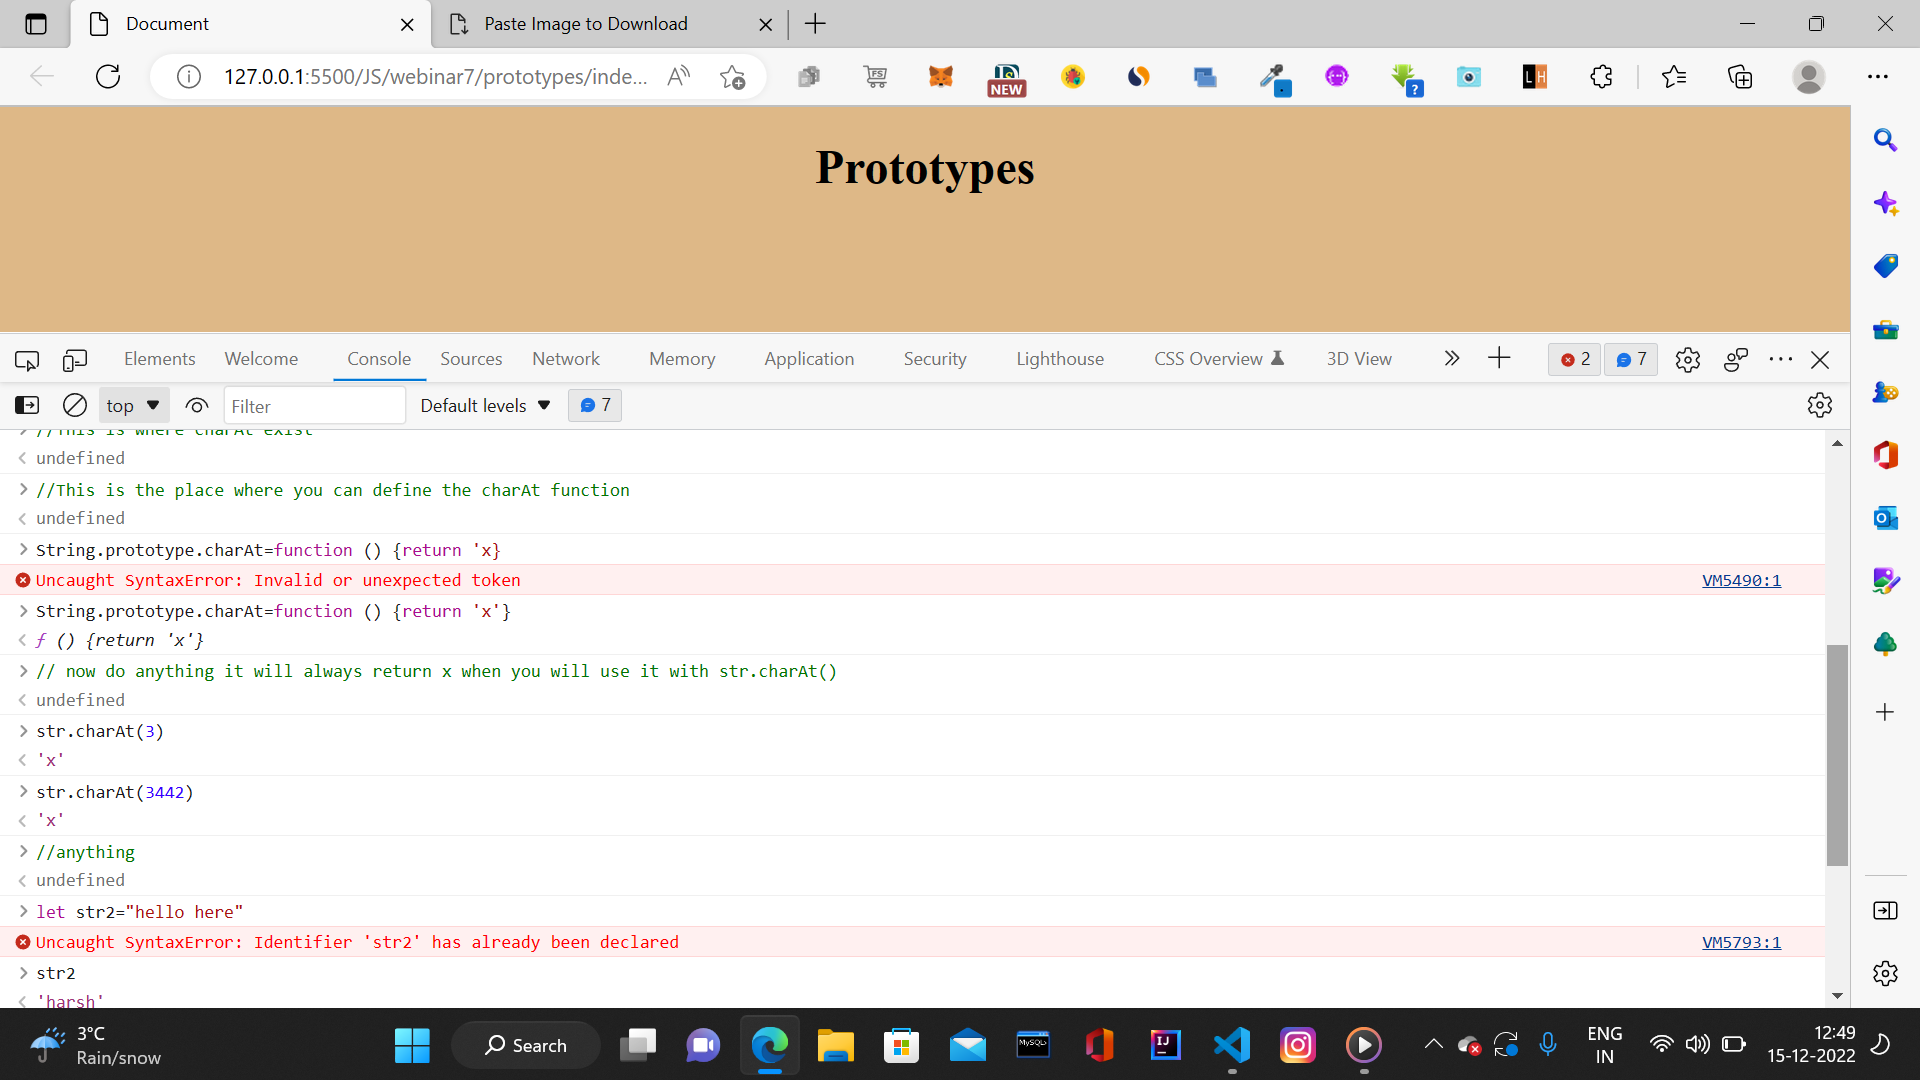 Document
Paste Image to Download
127.0.0.1:5500/JS/webinar7/prototypes/inde...
NEW
Prototypes
Elements Welcome Console Sources Network Memory Application Security Lighthouse CSS Overview 3D View 2 7
top Filter Default levels 7
//This is where charAt exist
undefined
//This is the place where you can define the charAt function
undefined
String.prototype.charAt=function () {return 'x}
Uncaught SyntaxError: Invalid or unexpected token VM5490:1
String.prototype.charAt=function () {return 'x'}
ƒ () {return 'x'}
// now do anything it will always return x when you will use it with str.charAt()
undefined
str.charAt(3)
'x'
str.charAt(3442)
'x'
//anything
undefined
let str2="hello here"
Uncaught SyntaxError: Identifier 'str2' has already been declared VM5793:1
str2
'harsh'
3°C
Rain/snow
Search
ENG
IN
12:49
15-12-2022